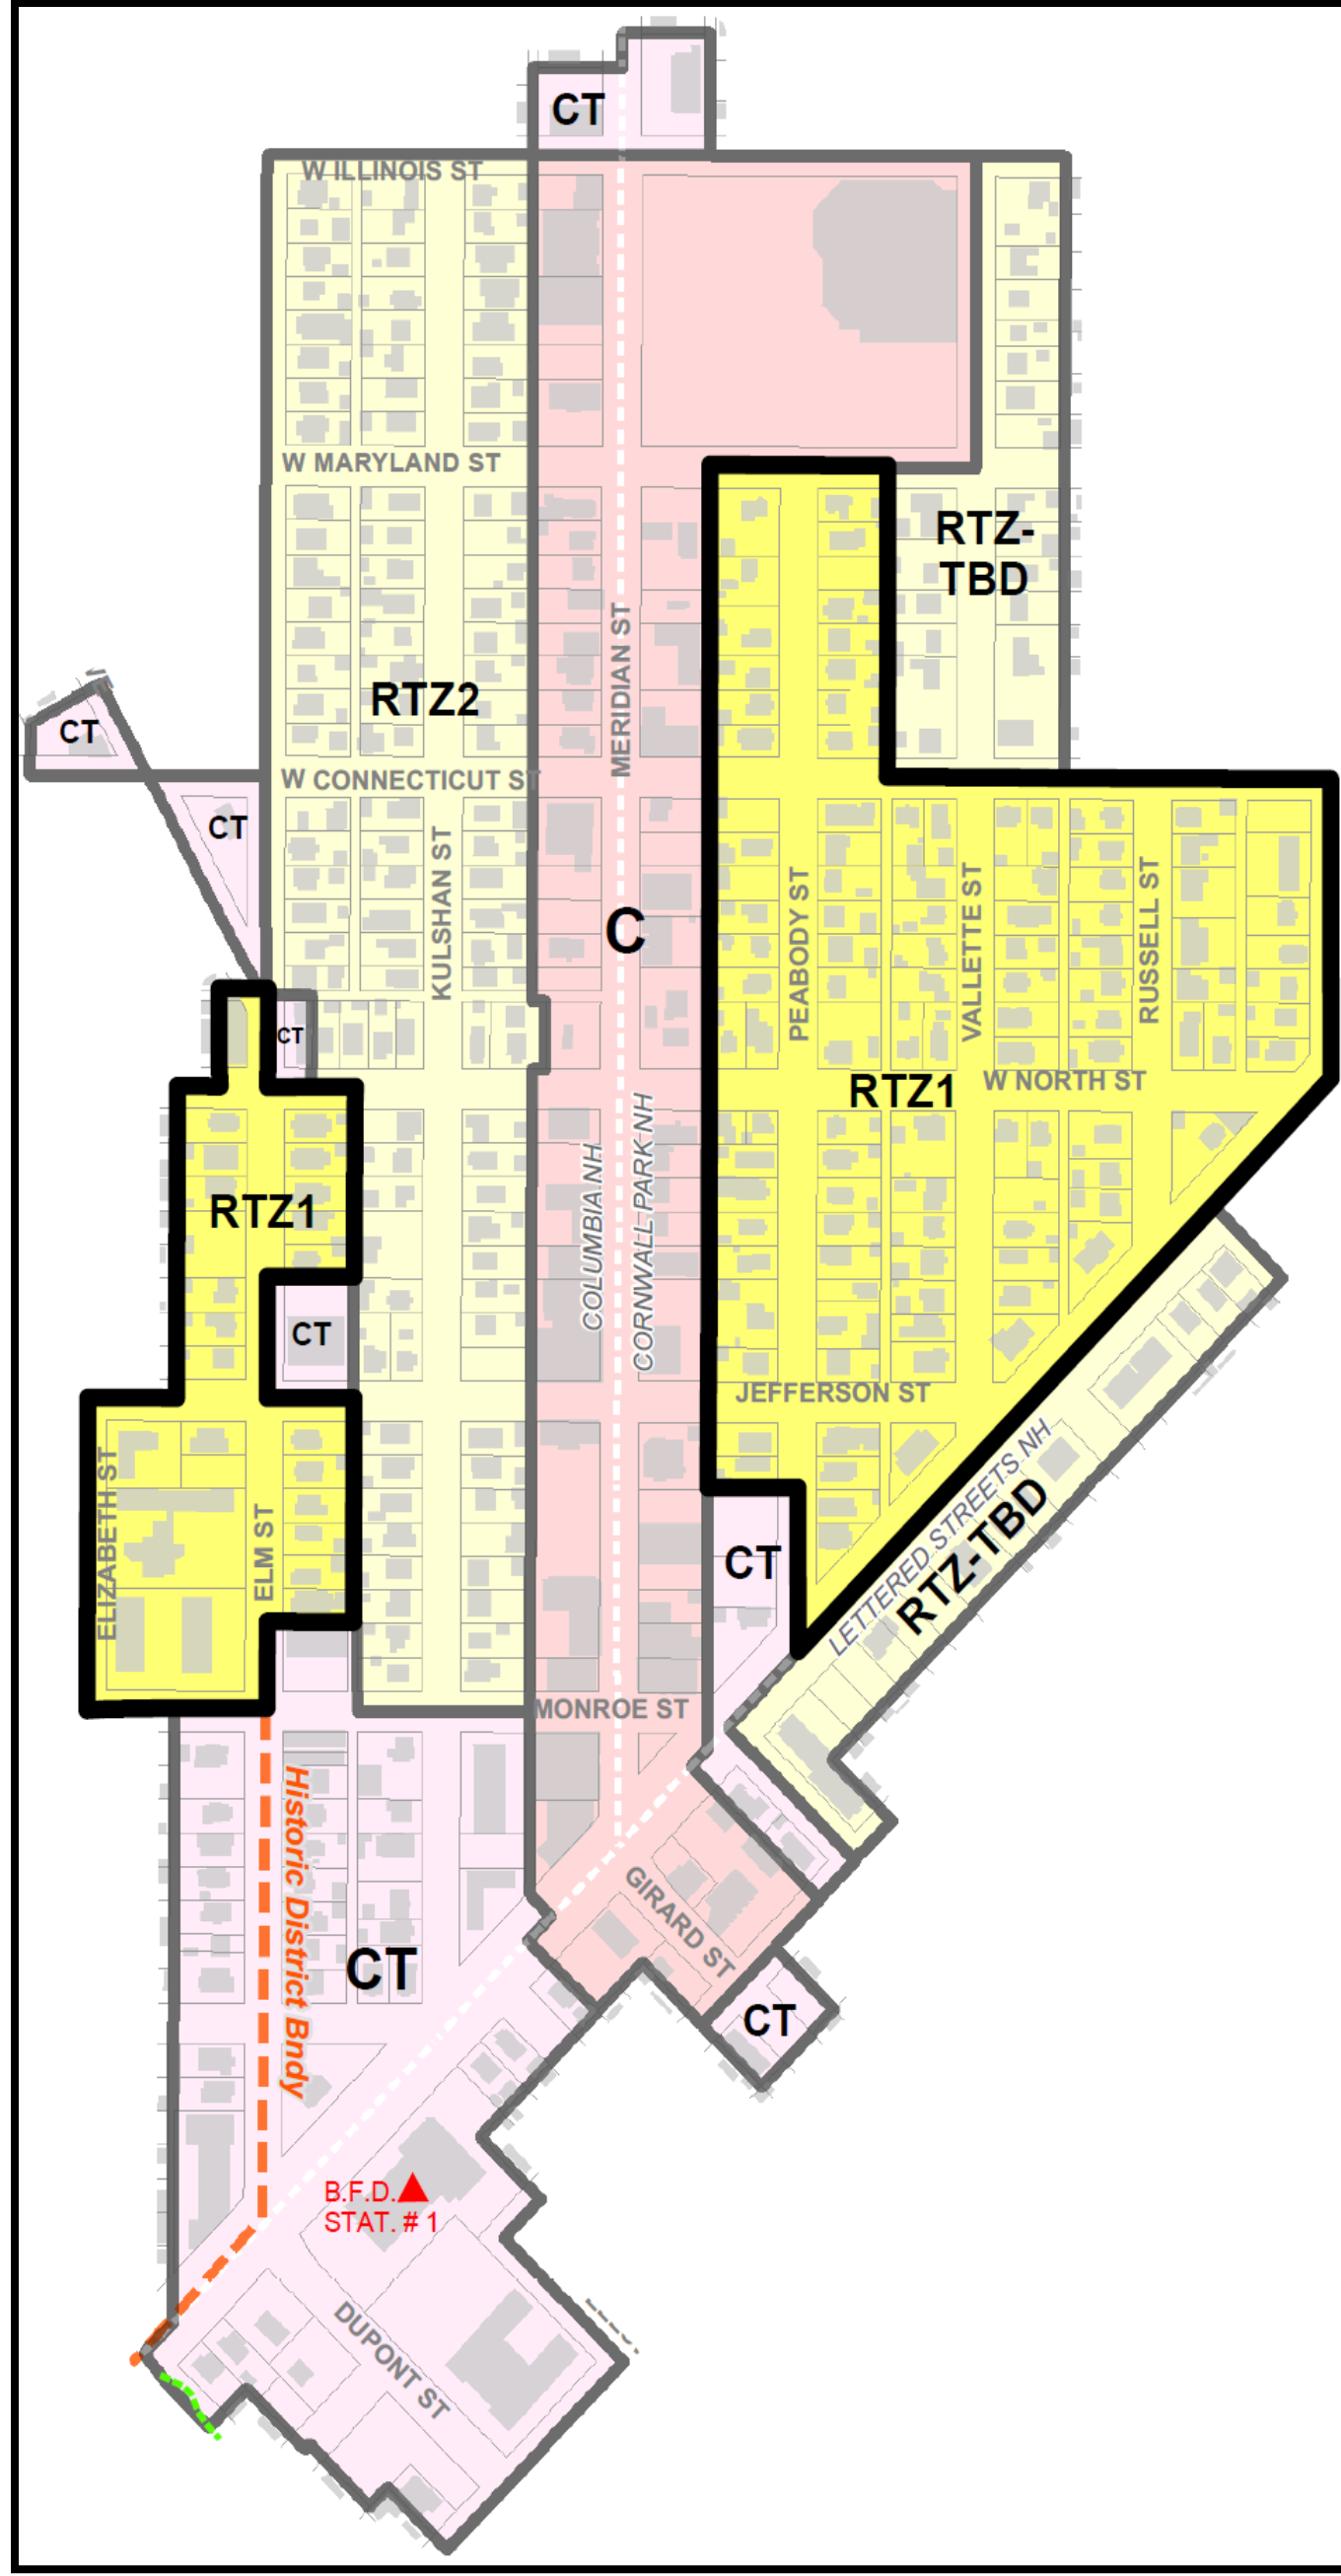 CT
W ILLINOIS ST
W MARYLAND ST
RTZ-
TBD
MERIDIAN ST
RTZ2
CT
W CONNECTICUT ST
CT
KULSHAN ST
C
PEABODY ST
VALLETTE ST
RUSSELL ST
CT
RTZ1
W NORTH ST
COLUMBIA NH
CORNWALL PARK NH
RTZ1
CT
JEFFERSON ST
ELIZABETH ST
ELM ST
CT
LETTERED STREETS NH
RTZ-TBD
MONROE ST
Historic District Bndy
GIRARD ST
CT
CT
B.F.D.
STAT. # 1
DUPONT ST